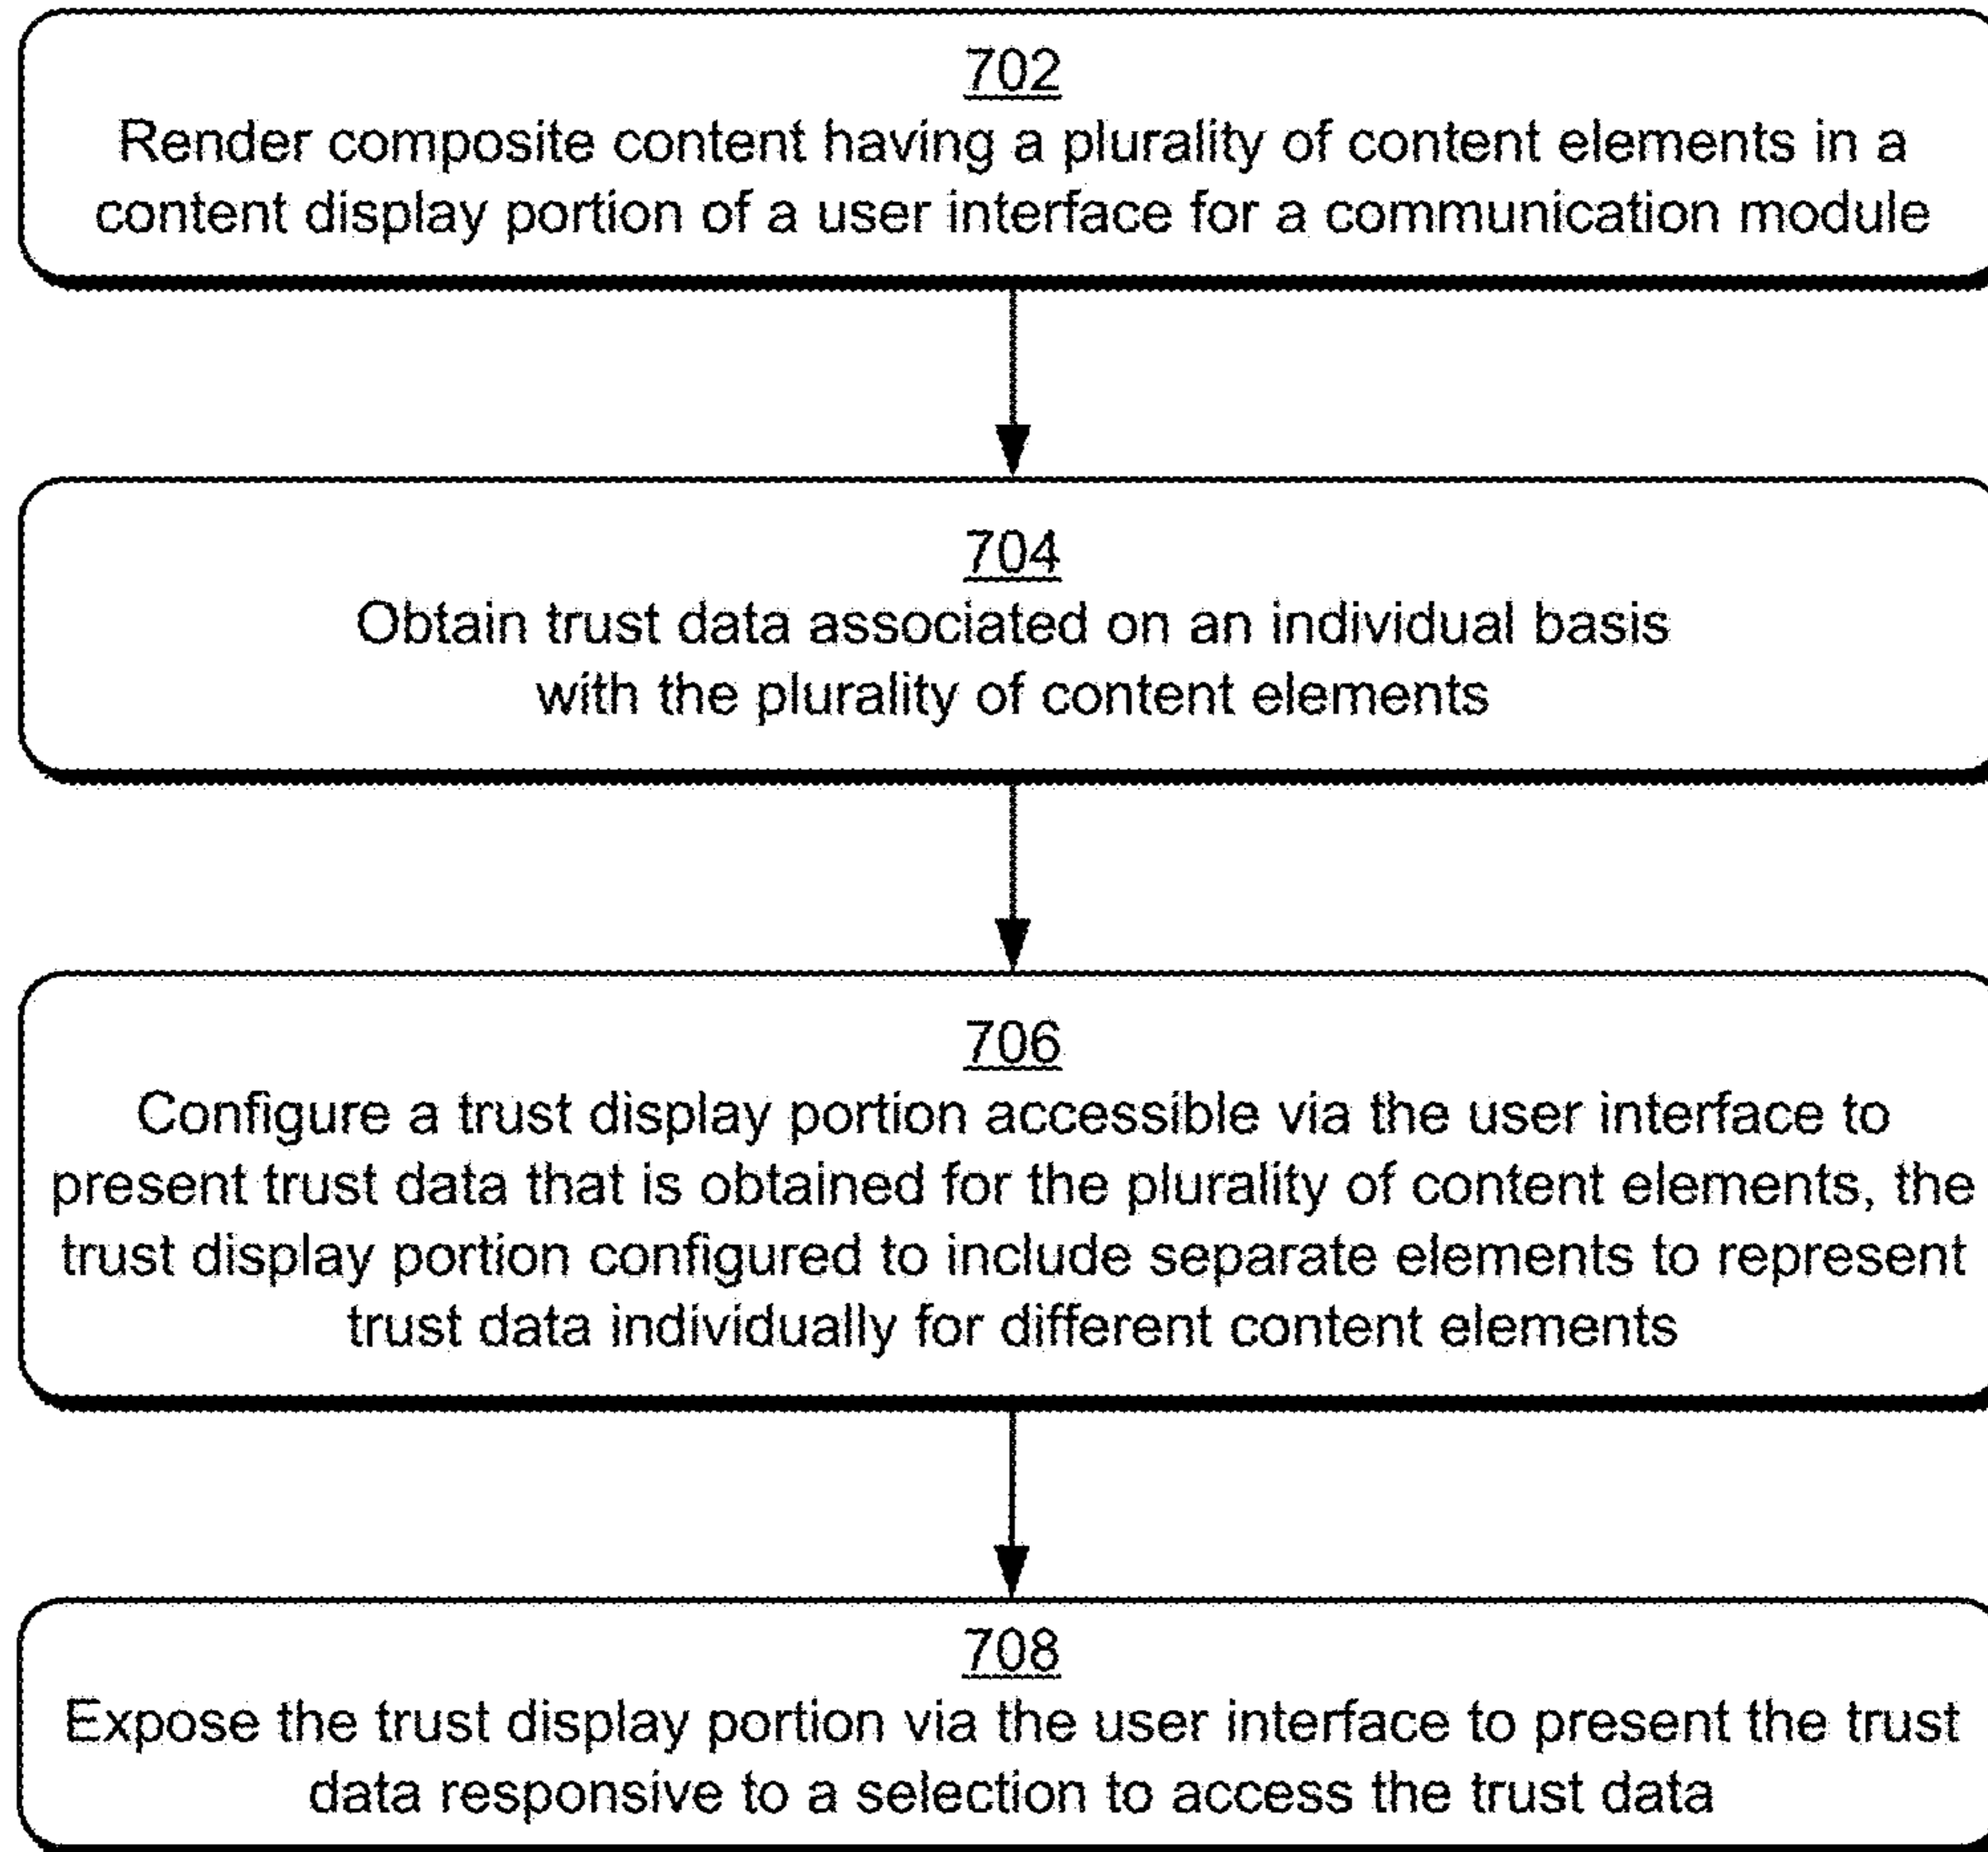 702
Render composite content having a plurality of content elements in a
content display portion of a user interface for a communication module
704
Obtain trust data associated on an individual basis
with the plurality of content elements
706
Configure a trust display portion accessible via the user interface to
present trust data that is obtained for the plurality of content elements, the
trust display portion configured to include separate elements to represent
trust data individually for different content elements
708
Expose the trust display portion via the user interface to present the trust
data responsive to a selection to access the trust data